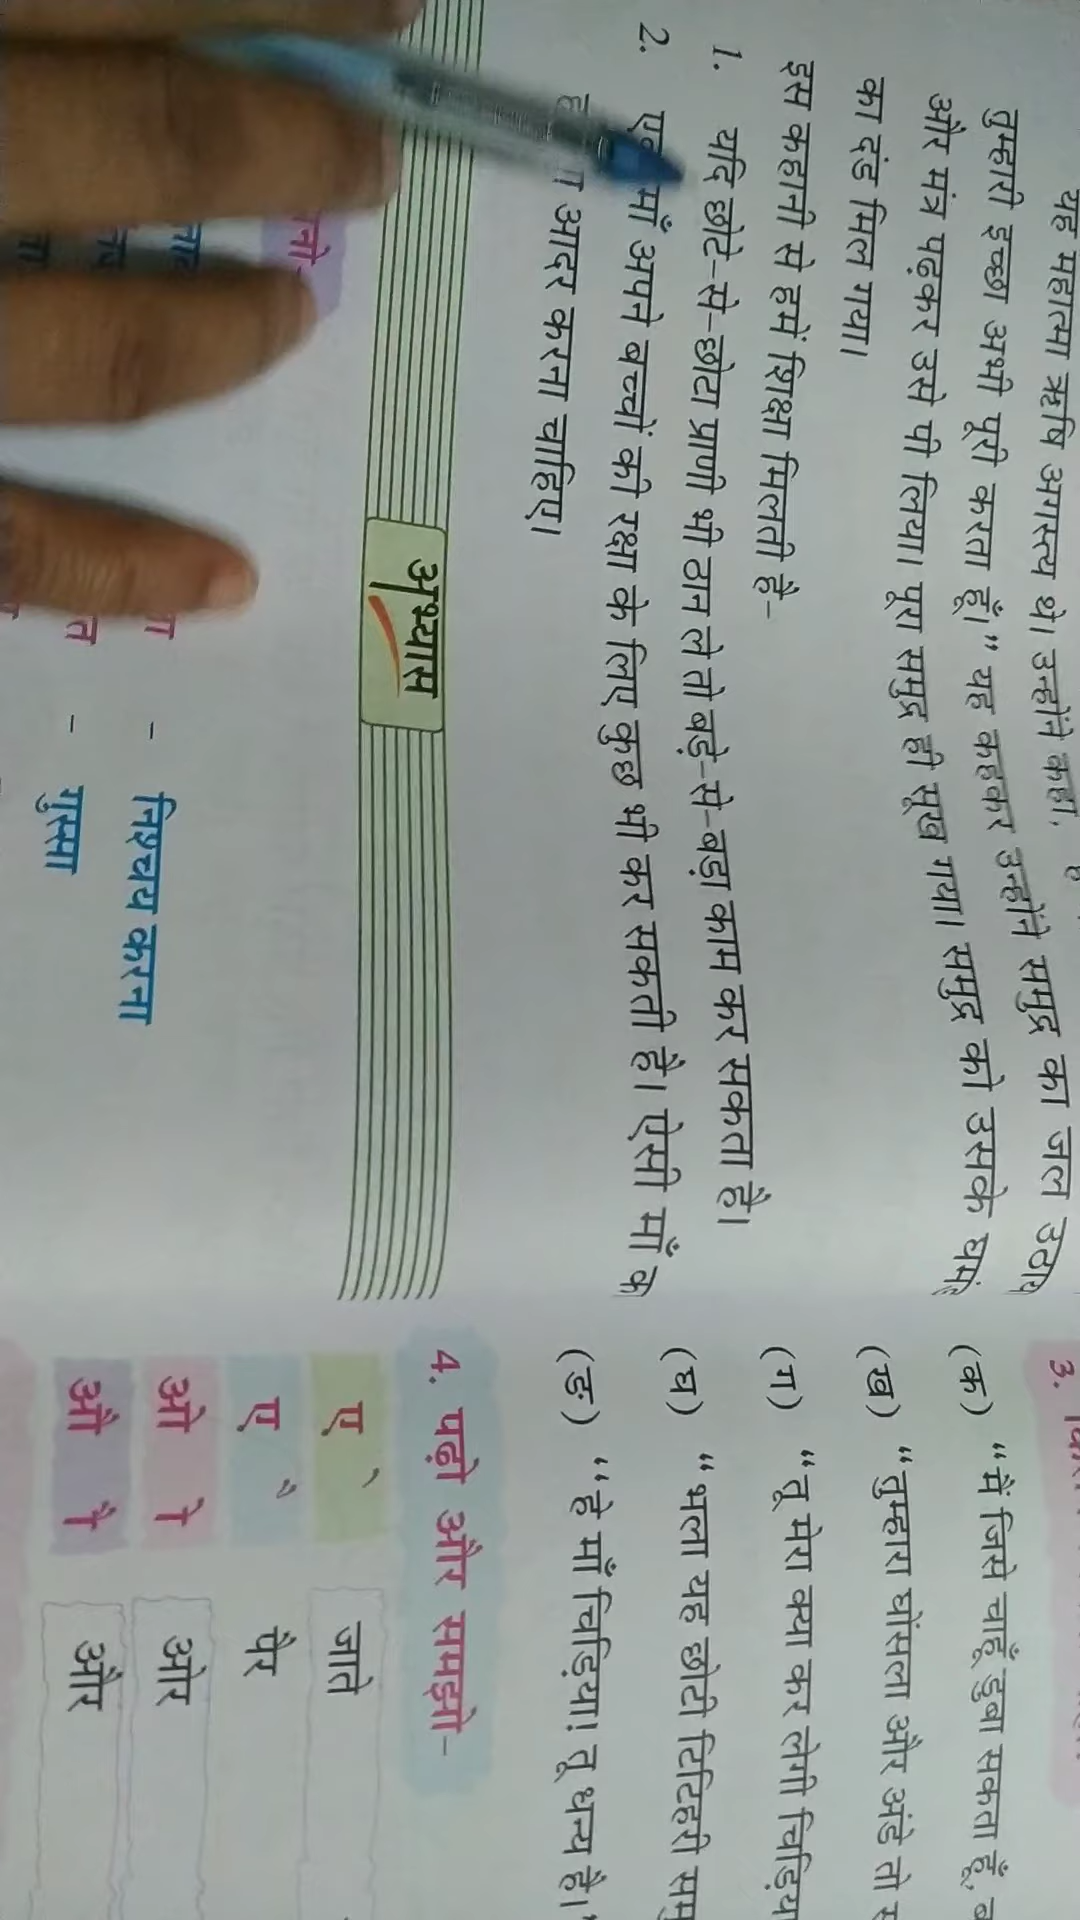 यह महात्मा ऋषि अगस्त्य थे। उन्होंने कहा,
तुम्हारी इच्छा अभी पूरी करता हूँ।” यह कहकर उन्होंने समुद्र का जल
और मंत्र पढ़कर उसे पी लिया। पूरा समुद्र ही सूख गया। समुद्र को उसके
का दंड मिल गया।
इस कहानी से हमें शिक्षा मिलती है-
1. यदि छोटे-से-छोटा प्राणी भी ठान ले तो बड़े-से-बड़ा काम कर सकता है।
2. माँ अपने बच्चों की रक्षा के लिए कुछ भी कर सकती है। ऐसी माँ
आदर करना चाहिए।
अभ्यास
- निश्चय करना
- गुस्सा
3.
(क) “मैं जिसे चाहूँ डुबा सकता हूँ,
(ख) “तुम्हारा घोंसला और अंडे तो
(ग) “तू मेरा क्या कर लेगी
(घ) “भला यह छोटी टिटिहरी
(ङ) “हे माँ चिड़िया! तू धन्य है।”
4. पढ़ो और समझो-
ए े जाते
ऐ ै पैर
ओ ो ओर
औ ौ और